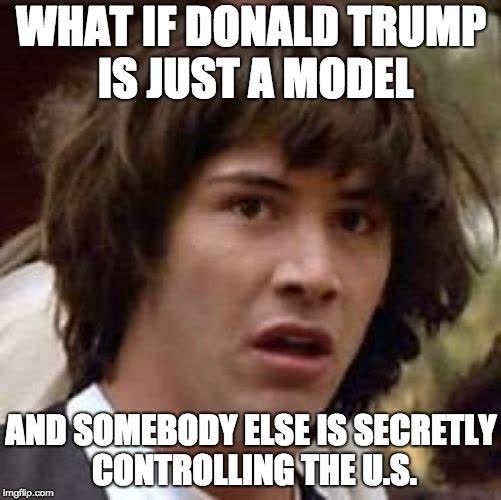 WHAT IF DONALD TRUMP
IS JUST A MODEL
AND SOMEBODY ELSE IS SECRETLY
CONTROLLING THE U.S.
imgflip.com